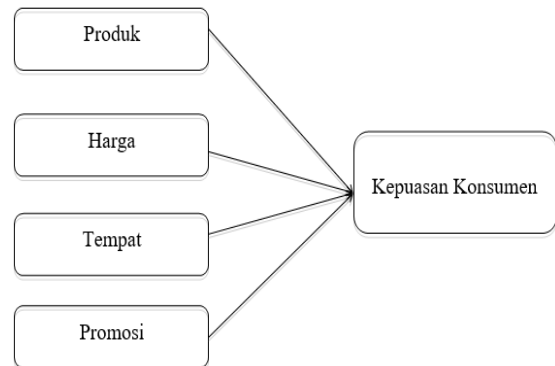 Produk
Harga
Kepuasan Konsumen
Tempat
Promosi